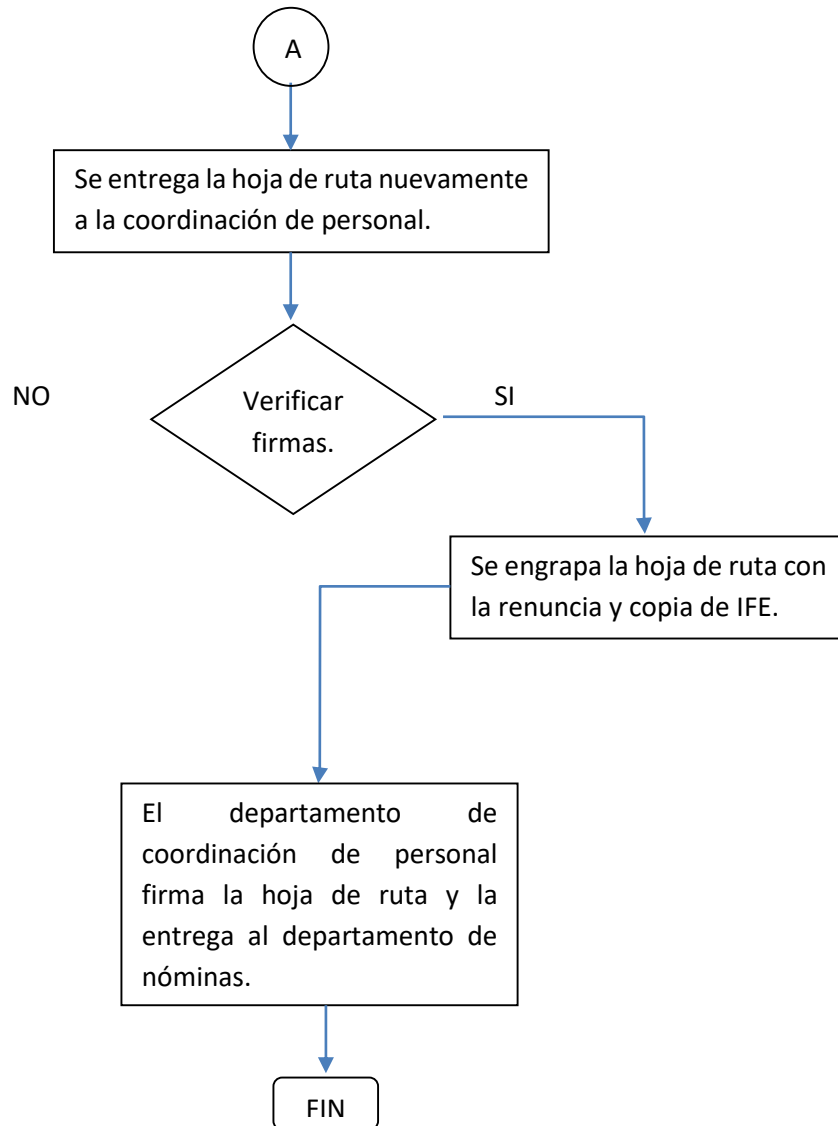 A
Se entrega la hoja de ruta nuevamente
a la coordinación de personal.
NO
Verificar
firmas.
SI
Se engrapa la hoja de ruta con
la renuncia y copia de IFE.
El departamento de
coordinación de personal
firma la hoja de ruta y la
entrega al departamento de
nóminas.
FIN